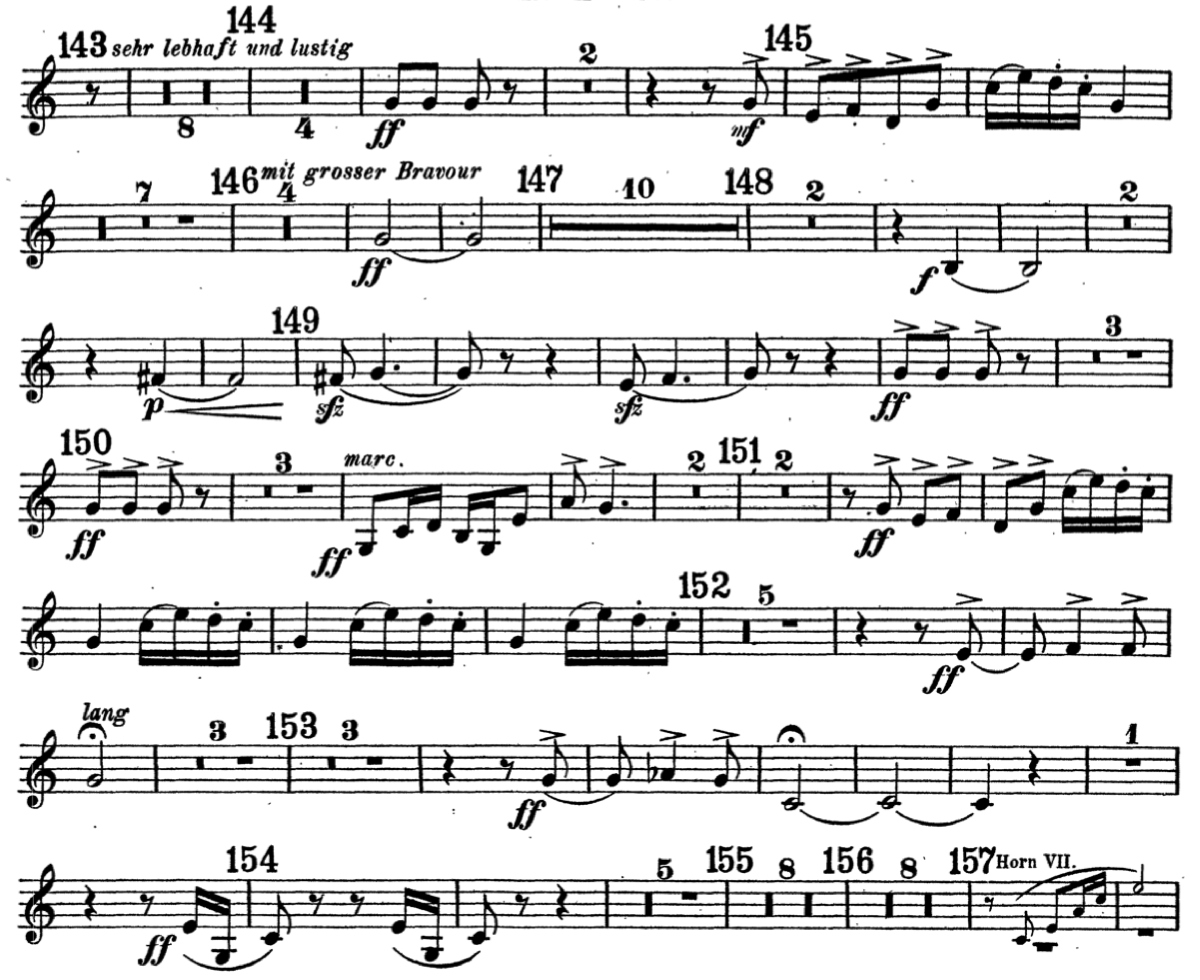 143 sehr lebhaft und lustig 144 2 145
8 4 ff mf
7 146 mit grosser Bravour 4 147 10 148 2 2
ff f
149 3
p sfz sfz ff
150 3 marc. 2 151 2
ff ff ff
152 5
ff
lang 3 153 3 1
ff
154 5 155 8 156 8 157 Horn VII.
ff